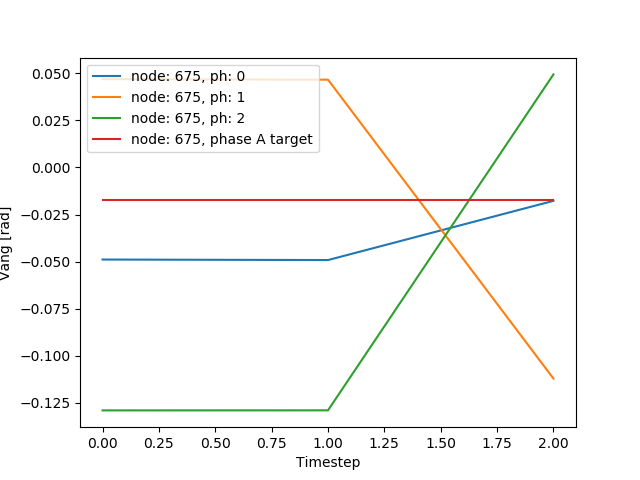 node: 675, ph: 0
node: 675, ph: 1
node: 675, ph: 2
node: 675, phase A target
0.050
0.025
0.000
−0.025
−0.050
−0.075
−0.100
−0.125
Vang [rad]
0.00 0.25 0.50 0.75 1.00 1.25 1.50 1.75 2.00
Timestep